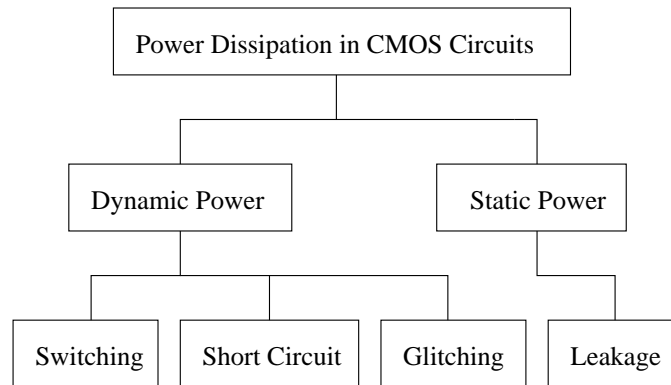 Power Dissipation in CMOS Circuits
Dynamic Power
Static Power
Switching
Short Circuit
Glitching
Leakage